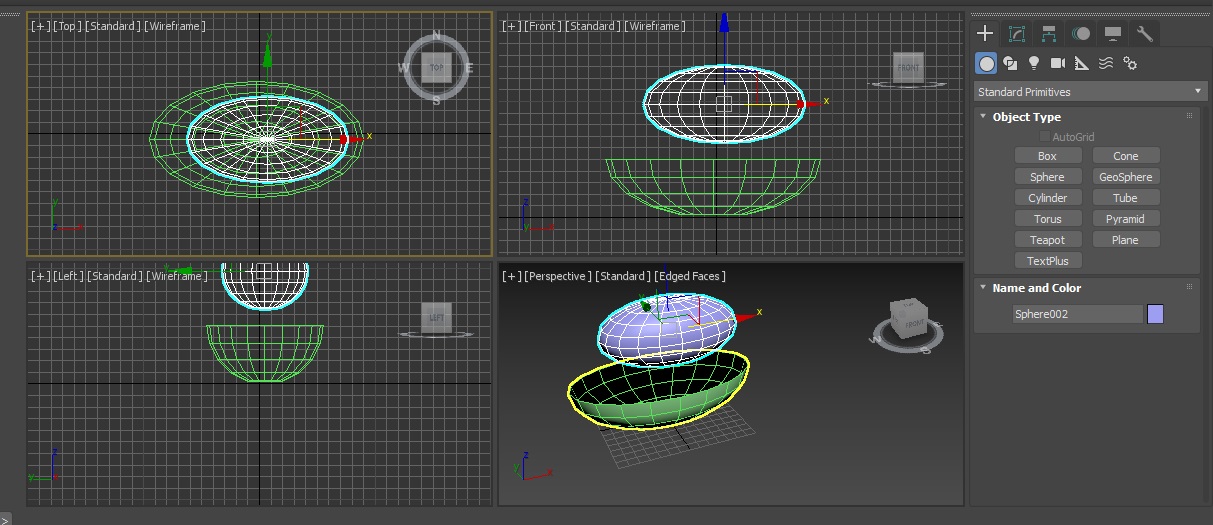 [+] [Top] [Standard] [Wireframe]
N
W TOP E
S
y
x
y
z x
[+] [Front] [Standard] [Wireframe]
FRONT
x
z
y x
[+] [Left] [Standard] [Wireframe]
LEFT
z
y
[+] [Perspective] [Standard] [Edged Faces]
x
FRONT
W
S
z
y
x
Standard Primitives
Object Type
AutoGrid
Box Cone
Sphere GeoSphere
Cylinder Tube
Torus Pyramid
Teapot Plane
TextPlus
Name and Color
Sphere002
>